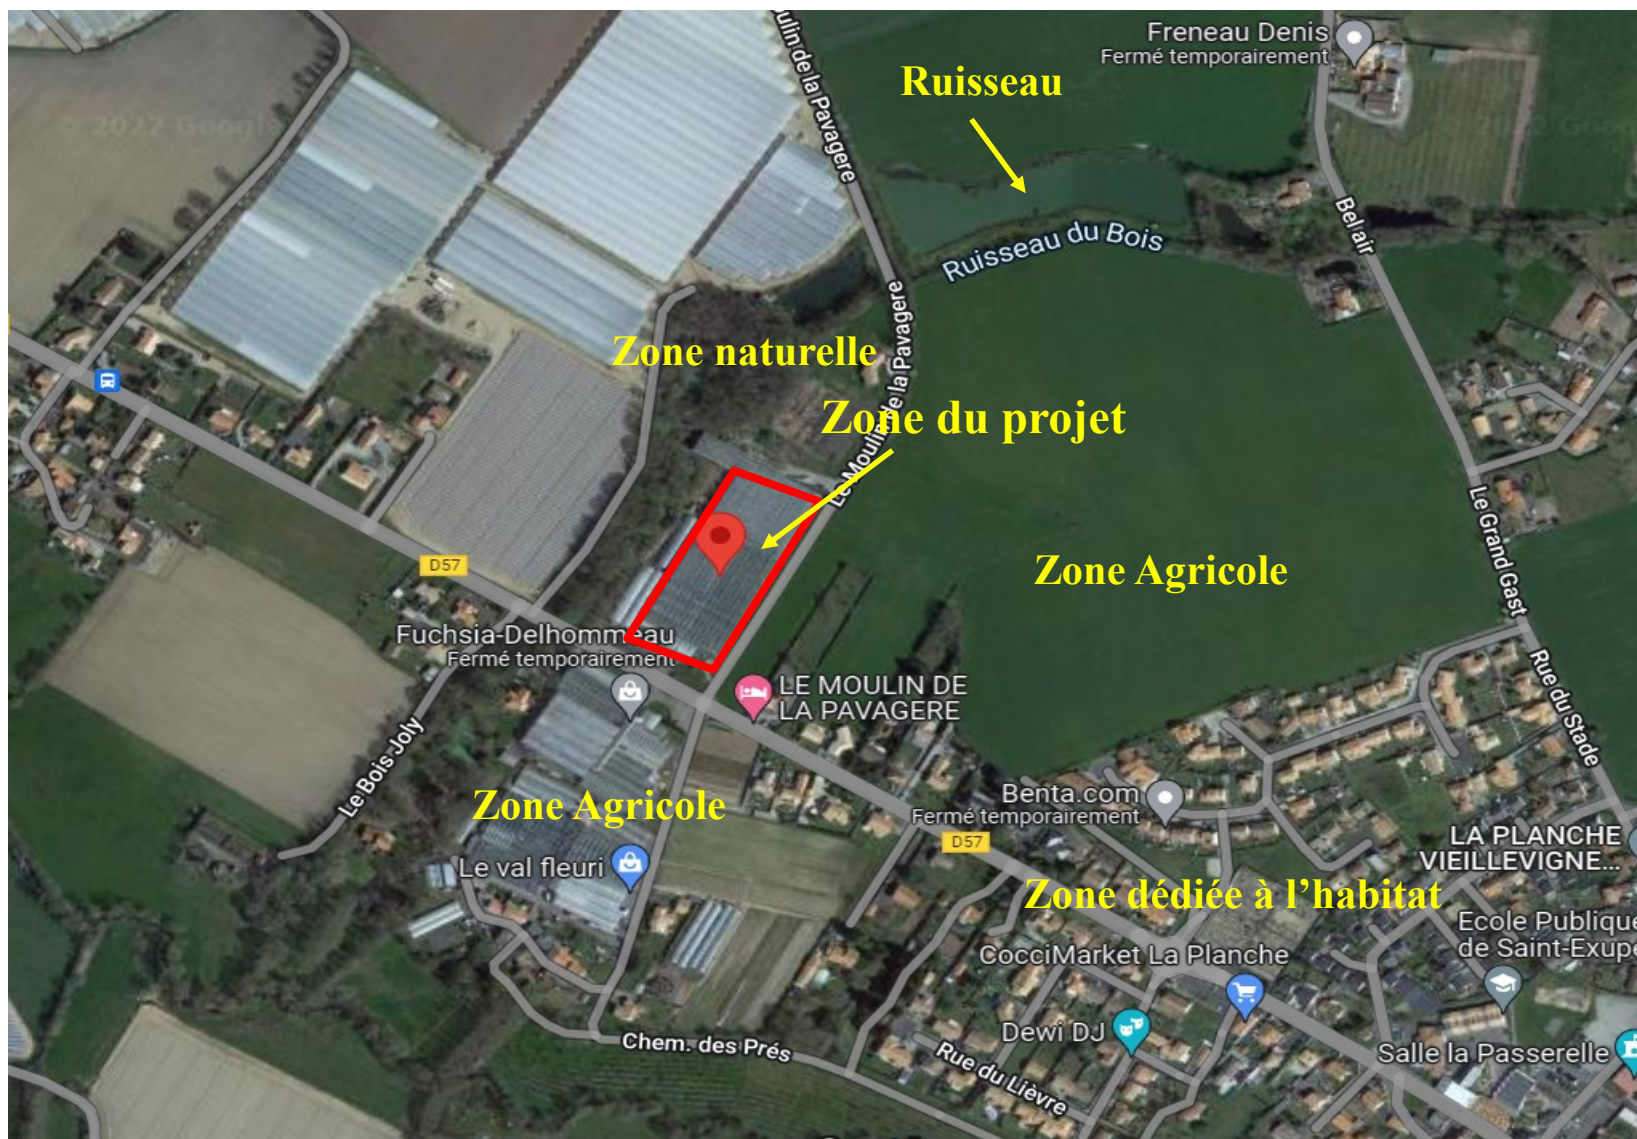 Freneau Denis
Fermé temporairement
Ruisseau
© 2022 Google
Moulin de la Pavagere
Bel air
Ruisseau du Bois
Le Moulin de la Pavagere
Zone naturelle
Zone du projet
Le Grand Gast
D57
Zone Agricole
Fuchsia-Delhommeau
Fermé temporairement
LE MOULIN DE
LA PAVAGERE
Rue du Stade
Le Bois Joly
Zone Agricole
Benta.com
Fermé temporairement
D57
LA PLANCHE
VIEILLEVIGNE...
Le val fleuri
Zone dédiée à l’habitat
Ecole Publique
de Saint-Exupé
CocciMarket La Planche
Dewi DJ
Chem. des Prés
Rue du Lièvre
Salle la Passerelle